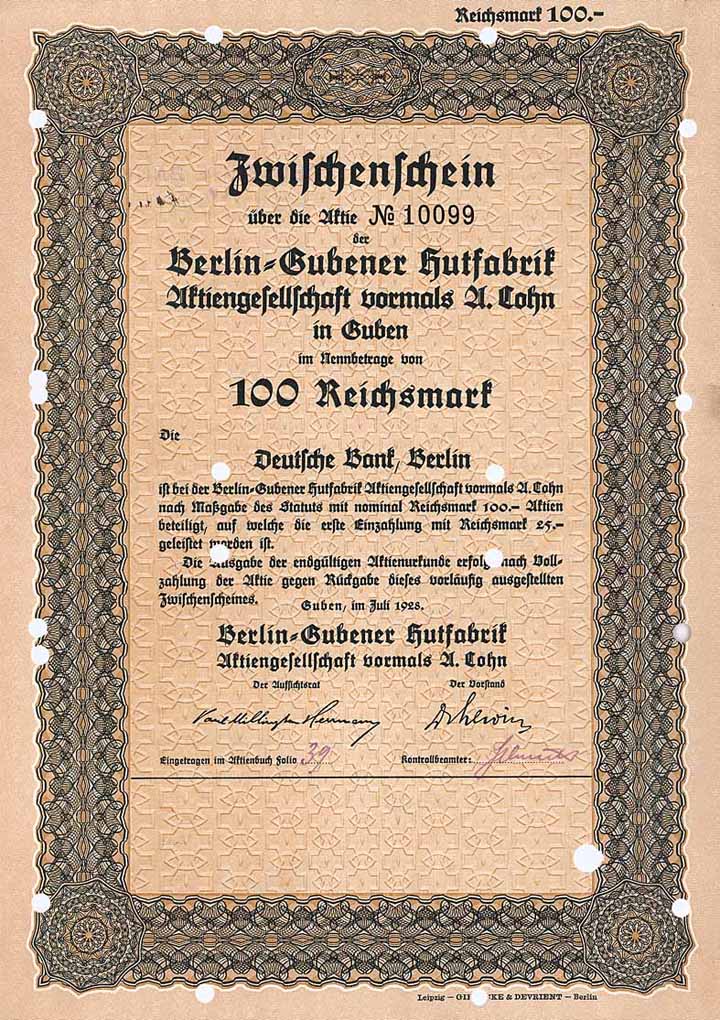 Reichsmark 100.-
Zwischenschein
über die Aktie № 10099
der
Berlin-Gubener Hutfabrik
Aktiengesellschaft vormals A. Cohn
in Guben
im Nennbetrage von
100 Reichsmark
Die
Deutsche Bank, Berlin
ist bei der Berlin-Gubener Hutfabrik Aktiengesellschaft vormals A. Cohn
nach Maßgabe des Statuts mit nominal Reichsmark 100.- Aktien
beteiligt, auf welche die erste Einzahlung mit Reichsmark 25.-
geleistet worden ist.
Die Ausgabe der endgültigen Aktienurkunde erfolgt nach Voll-
zahlung der Aktie gegen Rückgabe dieses vorläufig ausgestellten
Zwischenscheines.
Guben, im Juli 1928.
Berlin-Gubener Hutfabrik
Aktiengesellschaft vormals A. Cohn
Der Aufsichtsrat Der Vorstand
Eingetragen im Aktienbuch Folio 39 Kontrollbeamter:
Leipzig — GIESECKE & DEVRIENT — Berlin